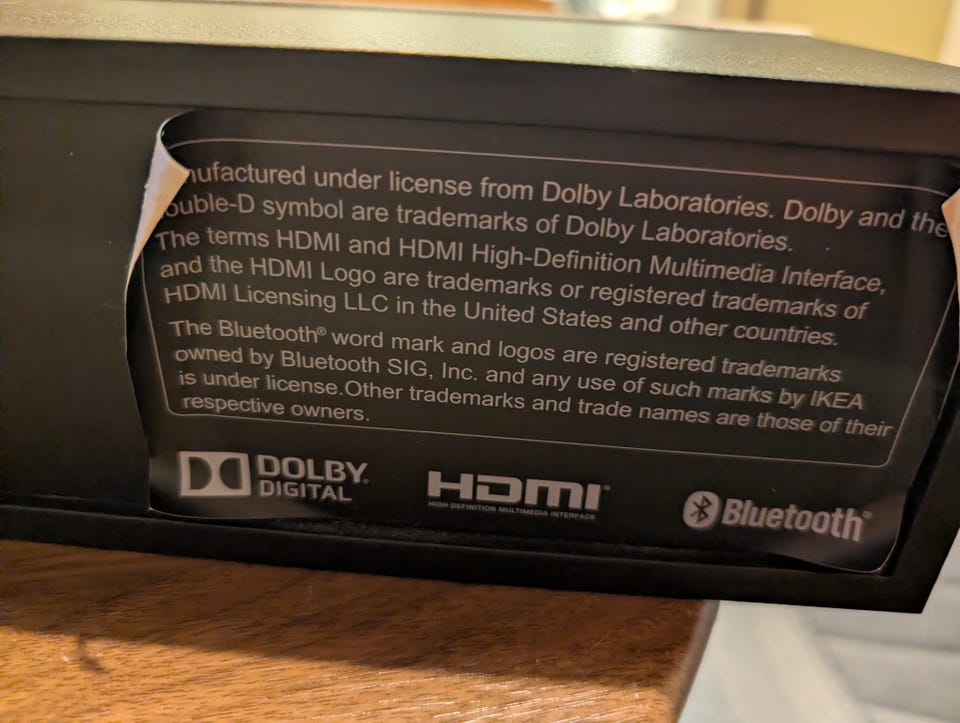 nufactured under license from Dolby Laboratories. Dolby and the
ouble-D symbol are trademarks of Dolby Laboratories.
The terms HDMI and HDMI High-Definition Multimedia Interface,
and the HDMI Logo are trademarks or registered trademarks of
HDMI Licensing LLC in the United States and other countries.
The Bluetooth® word mark and logos are registered trademarks
owned by Bluetooth SIG, Inc. and any use of such marks by IKEA
is under license.Other trademarks and trade names are those of their
respective owners.
DOLBY®
DIGITAL
HDMI®
HIGH-DEFINITION MULTIMEDIA INTERFACE
Bluetooth®